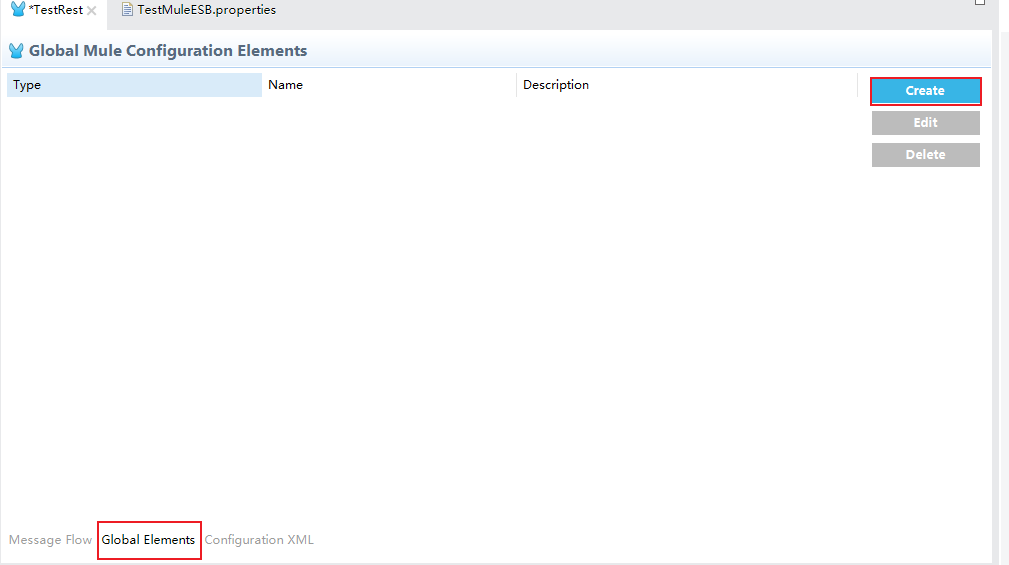 *TestRest TestMuleESB.properties
Global Mule Configuration Elements
Type Name Description
Create
Edit
Delete
Message Flow Global Elements Configuration XML